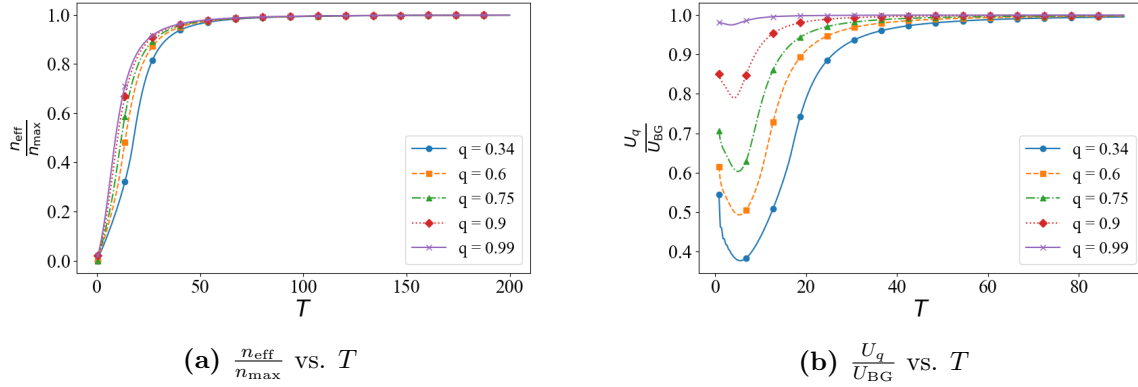 1.0
0.8
0.6
0.4
0.2
0.0
n_eff
n_max
q = 0.34
q = 0.6
q = 0.75
q = 0.9
q = 0.99
0 50 100 150 200
T
(a) n_eff/n_max vs. T
1.0
0.9
0.8
0.7
0.6
0.5
0.4
U_q
U_BG
q = 0.34
q = 0.6
q = 0.75
q = 0.9
q = 0.99
0 20 40 60 80
T
(b) U_q/U_BG vs. T